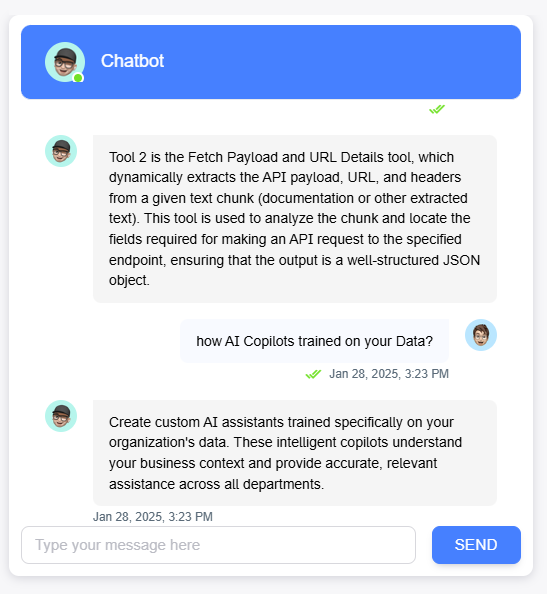 Chatbot
Tool 2 is the Fetch Payload and URL Details tool, which
dynamically extracts the API payload, URL, and headers
from a given text chunk (documentation or other extracted
text). This tool is used to analyze the chunk and locate the
fields required for making an API request to the specified
endpoint, ensuring that the output is a well-structured JSON
object.
how AI Copilots trained on your Data?
Jan 28, 2025, 3:23 PM
Create custom AI assistants trained specifically on your
organization's data. These intelligent copilots understand
your business context and provide accurate, relevant
assistance across all departments.
Jan 28, 2025, 3:23 PM
Type your message here
SEND